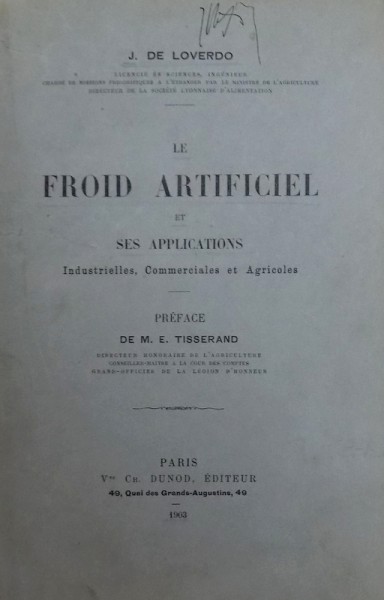 J. DE LOVERDO
LICENCIÉ ÈS SCIENCES, INGÉNIEUR
CHARGÉ DE MISSIONS SCIENTIFIQUES A L'ÉTRANGER PAR LE MINISTRE DE L'AGRICULTURE
DIRECTEUR DE LA SOCIÉTÉ LYONNAISE D'ALIMENTATION
LE
FROID ARTIFICIEL
ET
SES APPLICATIONS
Industrielles, Commerciales et Agricoles
PRÉFACE
DE M. E. TISSERAND
DIRECTEUR HONORAIRE DE L'AGRICULTURE
CONSEILLER-MAITRE A LA COUR DES COMPTES
GRAND-OFFICIER DE LA LÉGION D'HONNEUR
PARIS
Vve CH. DUNOD, ÉDITEUR
49, Quai des Grands-Augustins, 49
1903